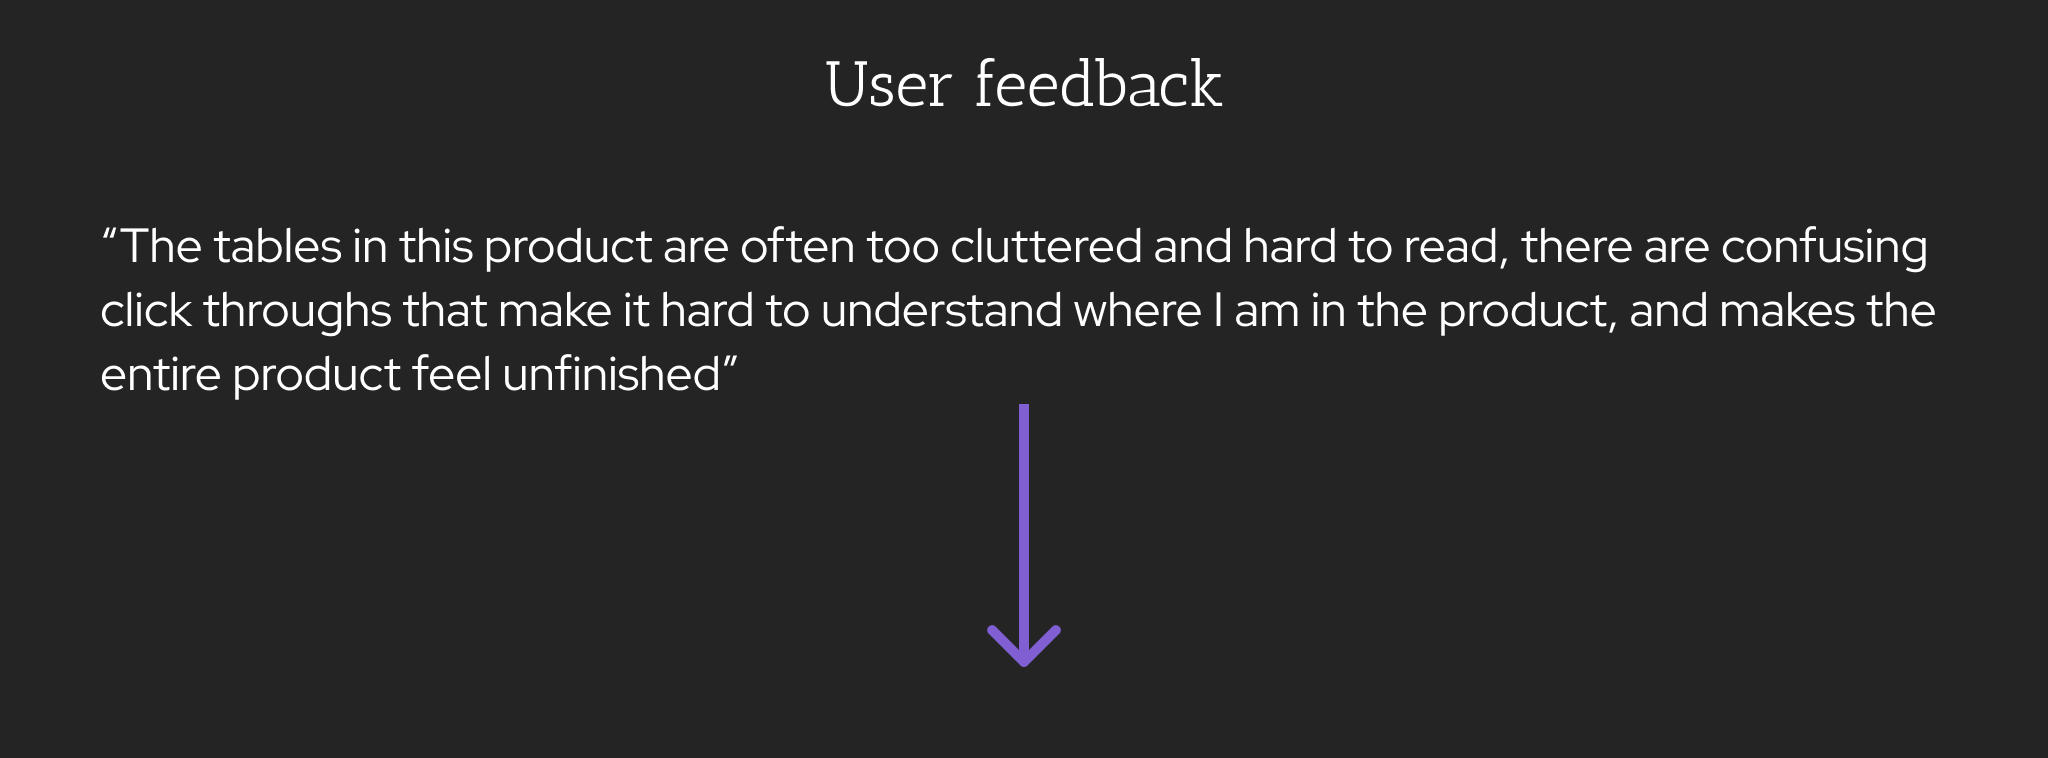 User feedback
“The tables in this product are often too cluttered and hard to read, there are confusing
click throughs that make it hard to understand where I am in the product, and makes the
entire product feel unfinished”